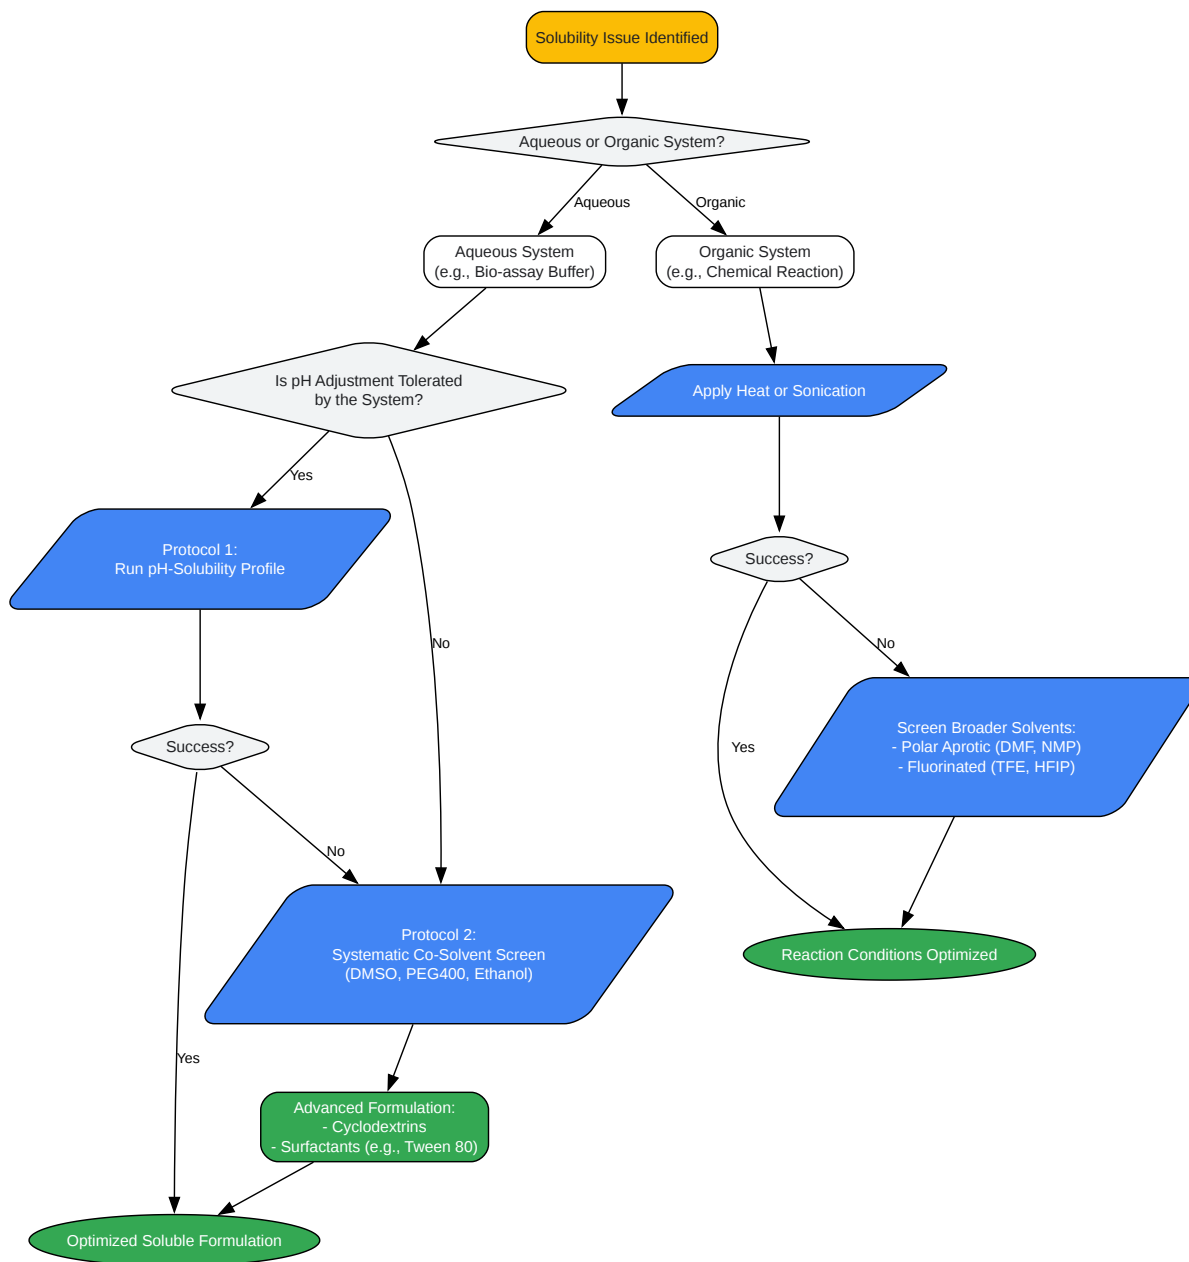 Solubility Issue Identified
Aqueous or Organic System?
Aqueous
Organic
Aqueous System
(e.g., Bio-assay Buffer)
Organic System
(e.g., Chemical Reaction)
Is pH Adjustment Tolerated
by the System?
Apply Heat or Sonication
Yes
Protocol 1:
Run pH-Solubility Profile
Success?
No
No
Screen Broader Solvents:
- Polar Aprotic (DMF, NMP)
- Fluorinated (TFE, HFIP)
Success?
Yes
No
Protocol 2:
Systematic Co-Solvent Screen
(DMSO, PEG400, Ethanol)
Reaction Conditions Optimized
Yes
Advanced Formulation:
- Cyclodextrins
- Surfactants (e.g., Tween 80)
Optimized Soluble Formulation